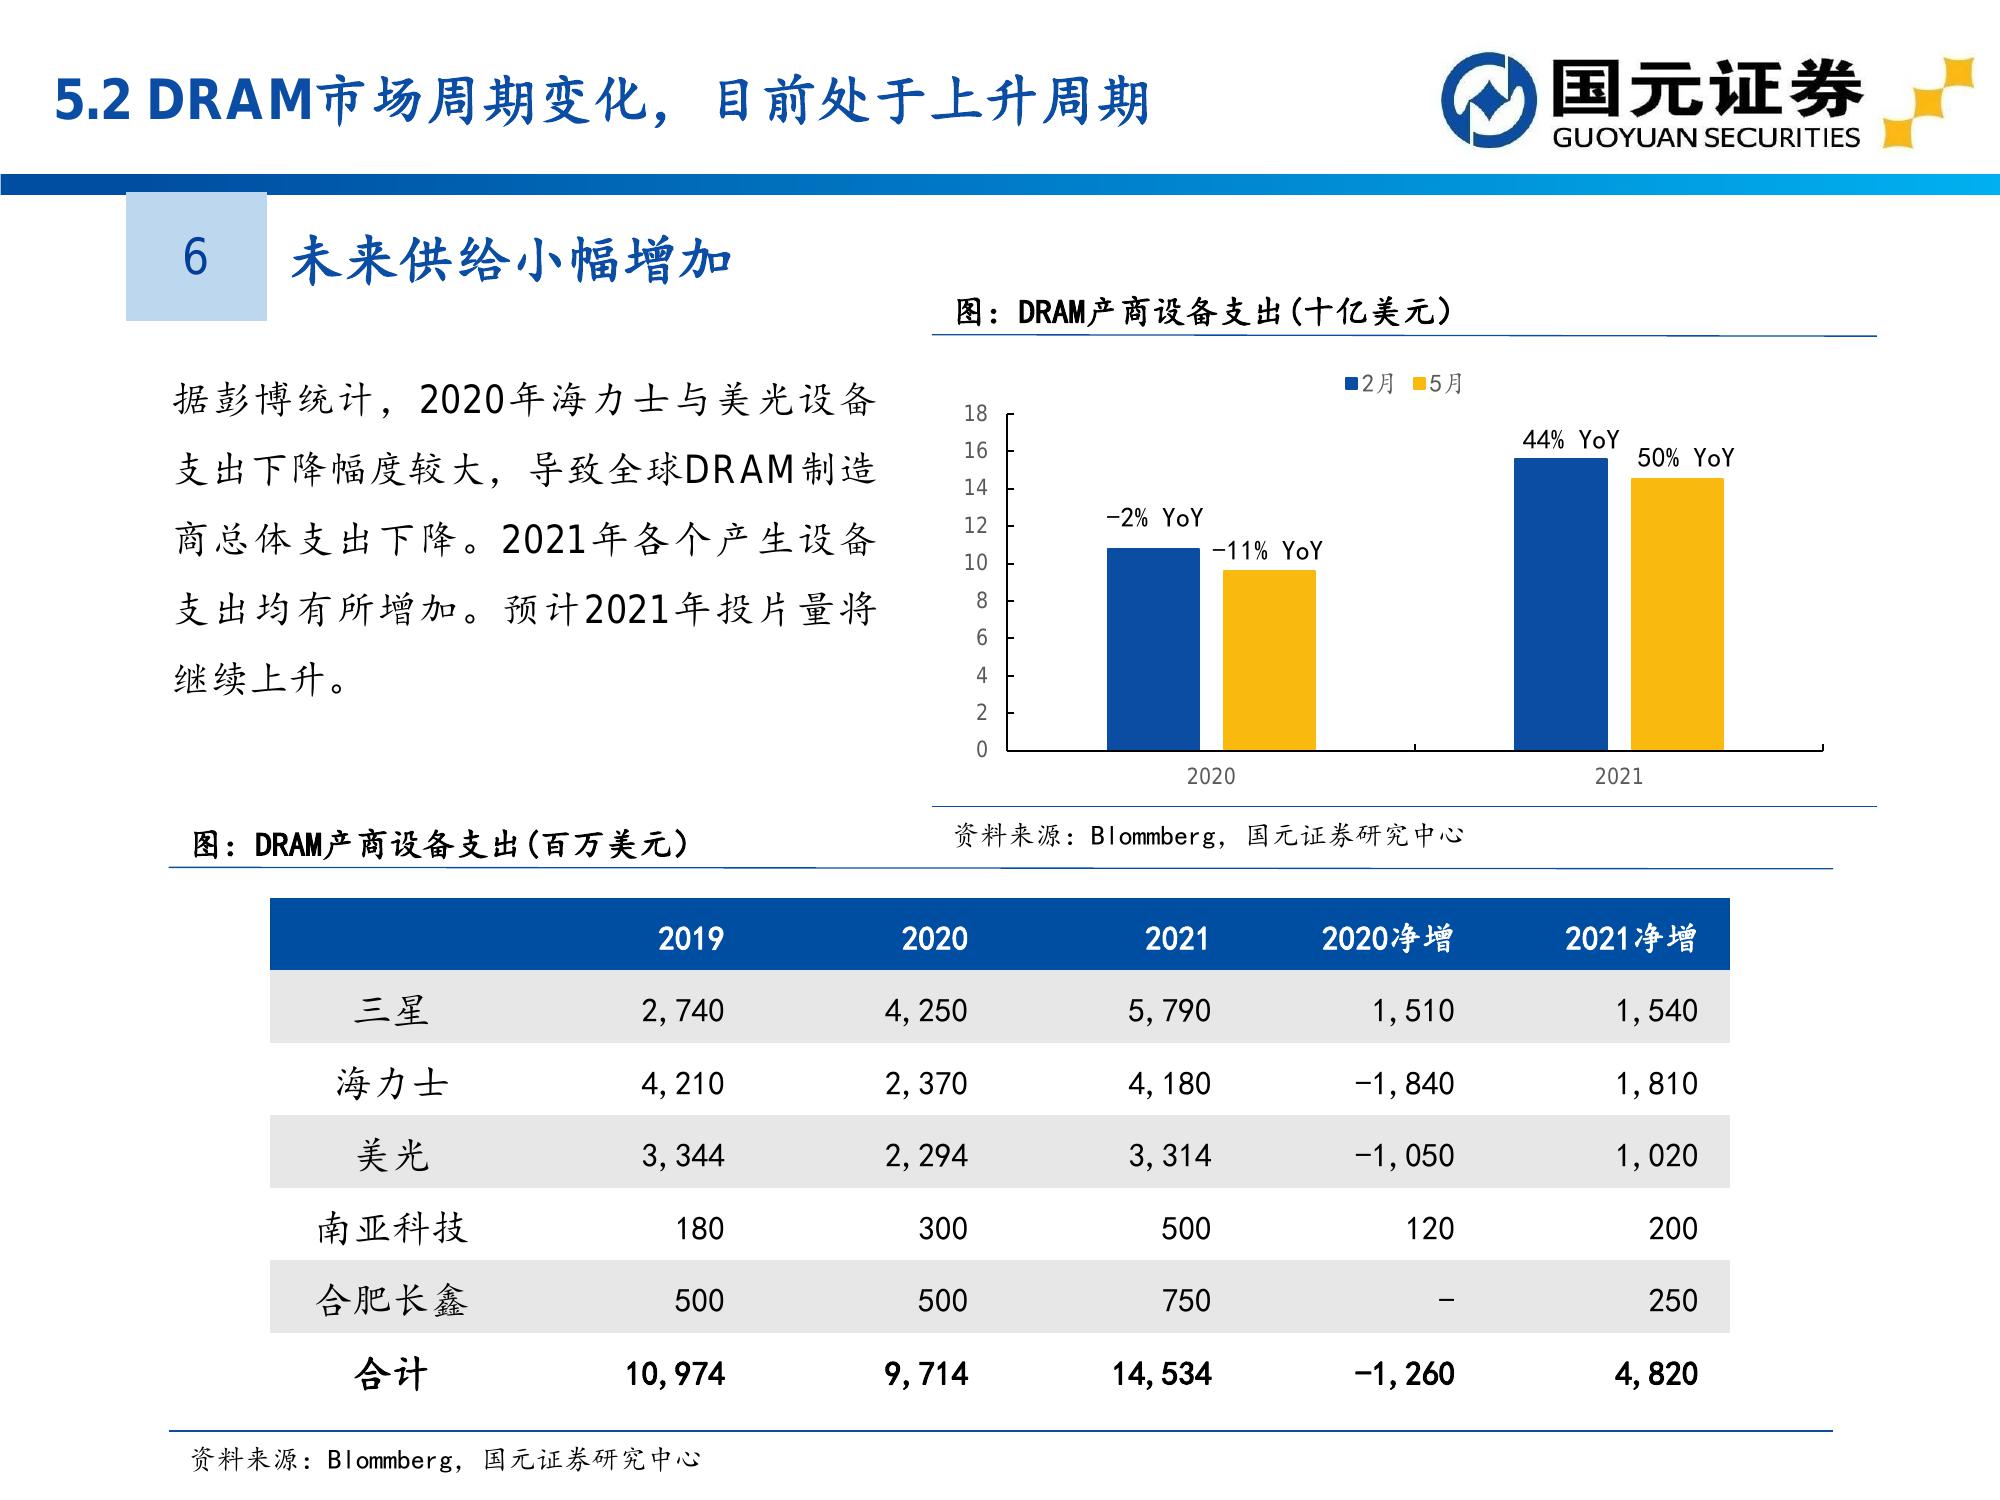 5.2 DRAM市场周期变化，目前处于上升周期
国元证券
GUOYUAN SECURITIES
6
未来供给小幅增加
据彭博统计，2020年海力士与美光设备
支出下降幅度较大，导致全球DRAM制造
商总体支出下降。2021年各个产生设备
支出均有所增加。预计2021年投片量将
继续上升。
图：DRAM产商设备支出(十亿美元)
2月 5月
18
16
14
12
10
8
6
4
2
0
-2% YoY
-11% YoY
44% YoY
50% YoY
2020 2021
资料来源：Blommberg，国元证券研究中心
图：DRAM产商设备支出(百万美元)
2019 2020 2021 2020净增 2021净增
三星 2,740 4,250 5,790 1,510 1,540
海力士 4,210 2,370 4,180 -1,840 1,810
美光 3,344 2,294 3,314 -1,050 1,020
南亚科技 180 300 500 120 200
合肥长鑫 500 500 750 - 250
合计 10,974 9,714 14,534 -1,260 4,820
资料来源：Blommberg，国元证券研究中心